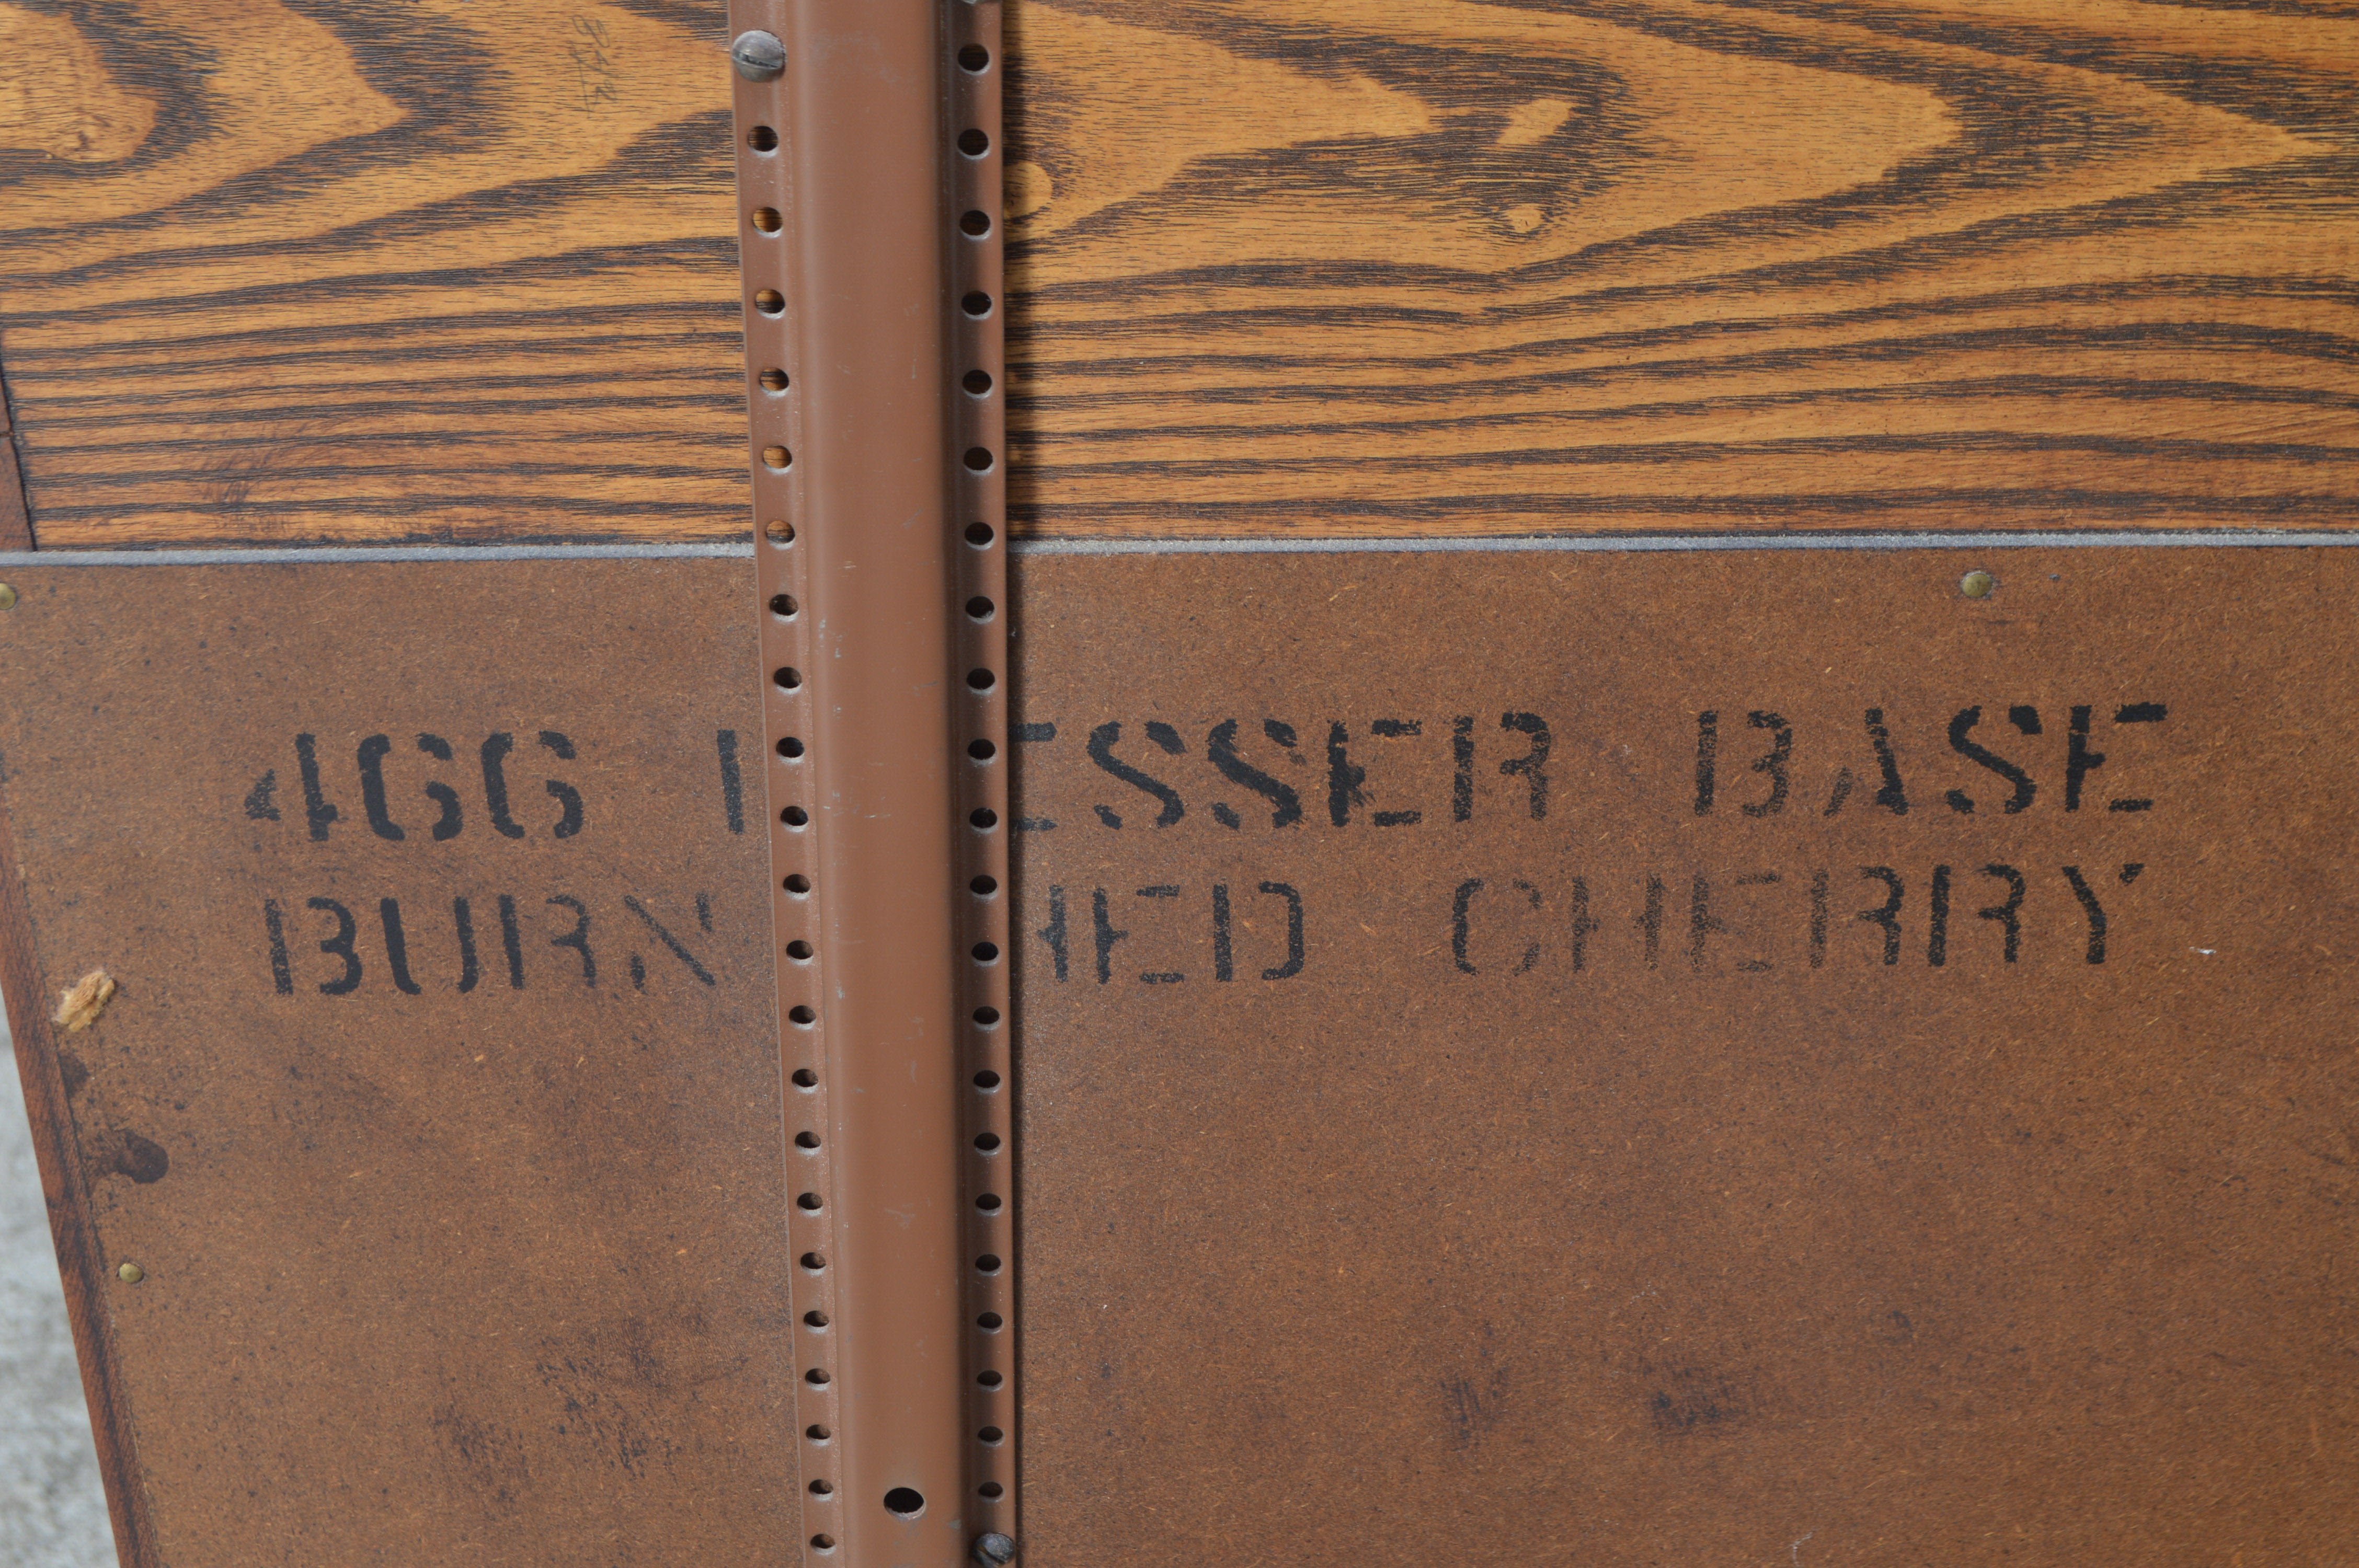 466 DRESSER BASE
BURNISHED CHERRY